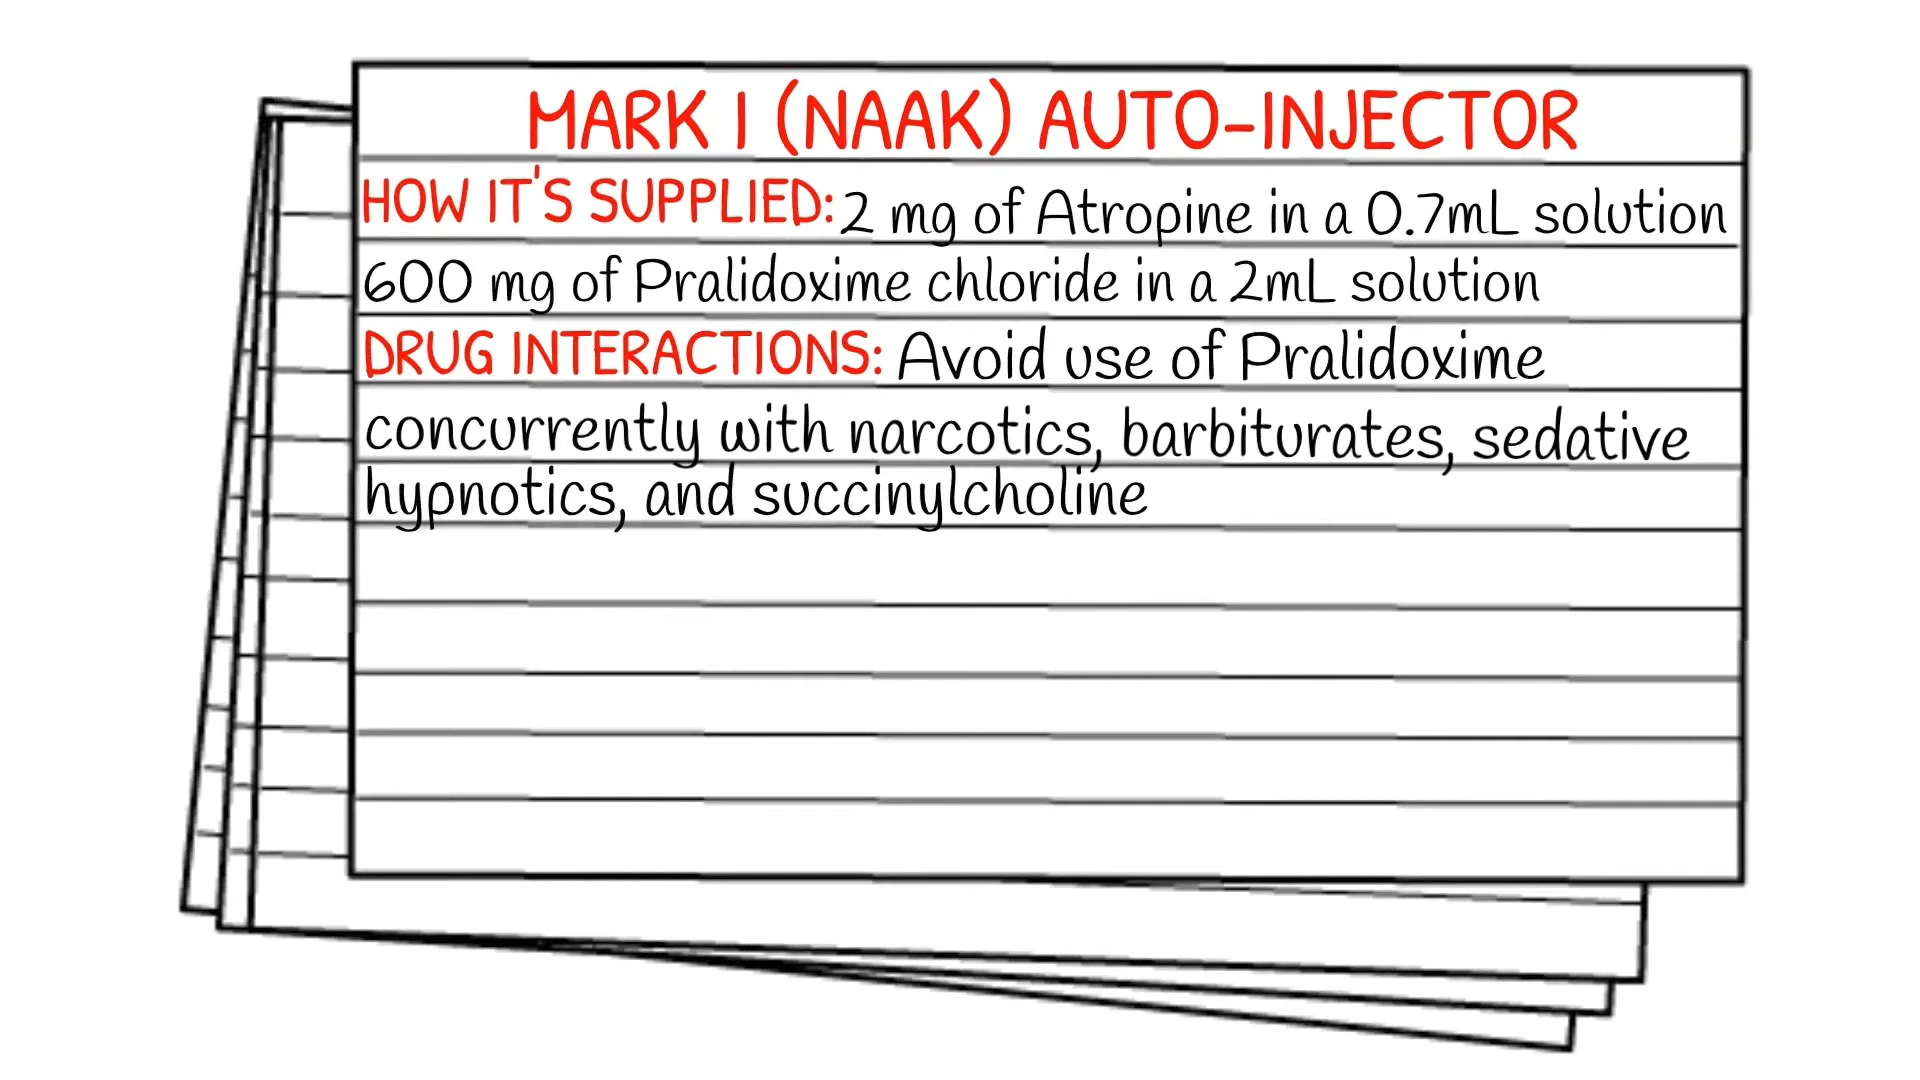 MARK I (NAAK) AUTO-INJECTOR
HOW IT'S SUPPLIED: 2 mg of Atropine in a 0.7mL solution
600 mg of Pralidoxime chloride in a 2mL solution
DRUG INTERACTIONS: Avoid use of Pralidoxime
concurrently with narcotics, barbiturates, sedative
hypnotics, and succinylcholine